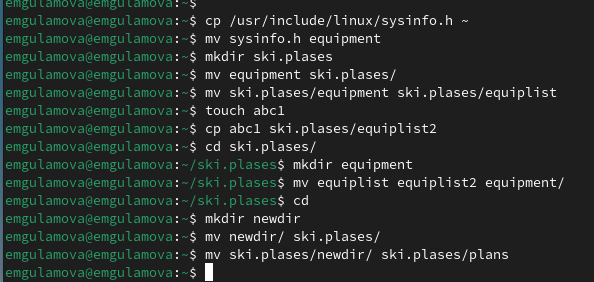 emgulamova@emgulamova:~$
emgulamova@emgulamova:~$ cp /usr/include/linux/sysinfo.h ~
emgulamova@emgulamova:~$ mv sysinfo.h equipment
emgulamova@emgulamova:~$ mkdir ski.plases
emgulamova@emgulamova:~$ mv equipment ski.plases/
emgulamova@emgulamova:~$ mv ski.plases/equipment ski.plases/equiplist
emgulamova@emgulamova:~$ touch abc1
emgulamova@emgulamova:~$ cp abc1 ski.plases/equiplist2
emgulamova@emgulamova:~$ cd ski.plases/
emgulamova@emgulamova:~/ski.plases$ mkdir equipment
emgulamova@emgulamova:~/ski.plases$ mv equiplist equiplist2 equipment/
emgulamova@emgulamova:~/ski.plases$ cd
emgulamova@emgulamova:~$ mkdir newdir
emgulamova@emgulamova:~$ mv newdir/ ski.plases/
emgulamova@emgulamova:~$ mv ski.plases/newdir/ ski.plases/plans
emgulamova@emgulamova:~$